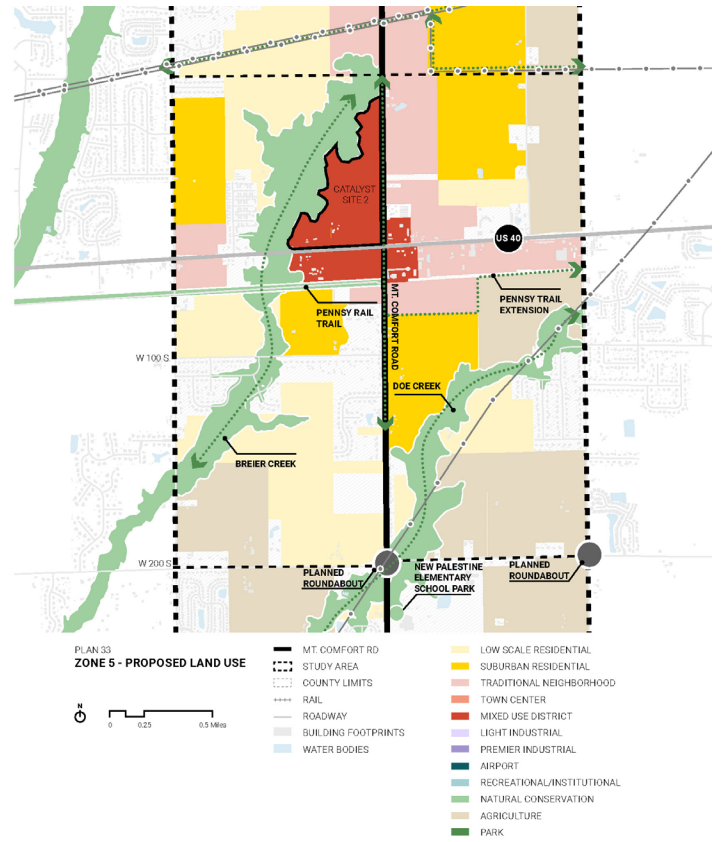 CATALYST
SITE 2
US 40
PENNSY RAIL
TRAIL
MT. COMFORT ROAD
PENNSY TRAIL
EXTENSION
W 100 S
DOE CREEK
BREIER CREEK
W 200 S
PLANNED
ROUNDABOUT
NEW PALESTINE
ELEMENTARY
SCHOOL PARK
PLANNED
ROUNDABOUT
PLAN 33
ZONE 5 - PROPOSED LAND USE
N
0 0.25 0.5 Miles
MT. COMFORT RD
STUDY AREA
COUNTY LIMITS
RAIL
ROADWAY
BUILDING FOOTPRINTS
WATER BODIES
LOW SCALE RESIDENTIAL
SUBURBAN RESIDENTIAL
TRADITIONAL NEIGHBORHOOD
TOWN CENTER
MIXED USE DISTRICT
LIGHT INDUSTRIAL
PREMIER INDUSTRIAL
AIRPORT
RECREATIONAL/INSTITUTIONAL
NATURAL CONSERVATION
AGRICULTURE
PARK